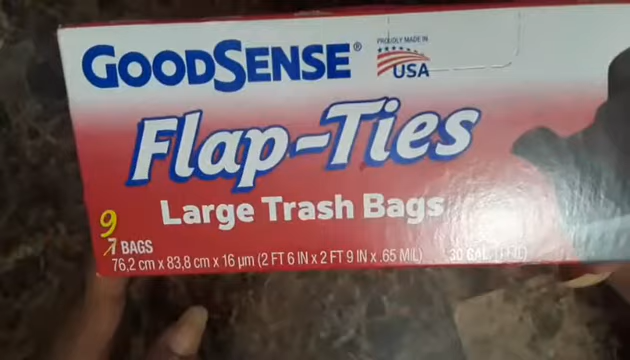 GOODSENSE®
PROUDLY MADE IN
USA
Flap-Ties
Large Trash Bags
9
7 BAGS
76,2 cm x 83,8 cm x 16 µm (2 FT 6 IN x 2 FT 9 IN x .65 MIL)
30 GAL